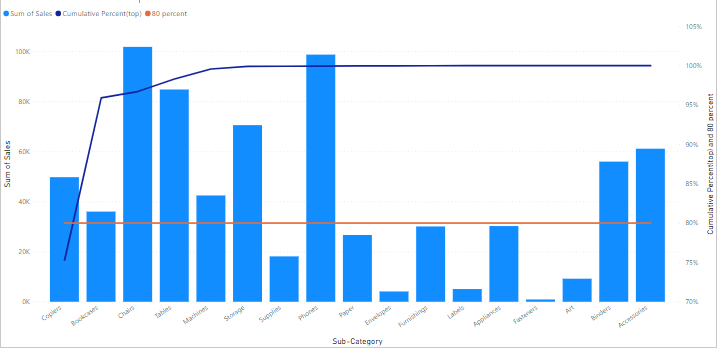 Sum of Sales Cumulative Percent(top) 80 percent
105%
100K 100%
95%
80K
90%
60K
85%
40K
80%
20K
75%
0K 70%
Sum of Sales
Cumulative Percent(top) and 80 percent
Copiers Bookcases Chairs Tables Machines Storage Supplies Phones Paper Envelopes Furnishings Labels Appliances Fasteners Art Binders Accessories
Sub-Category